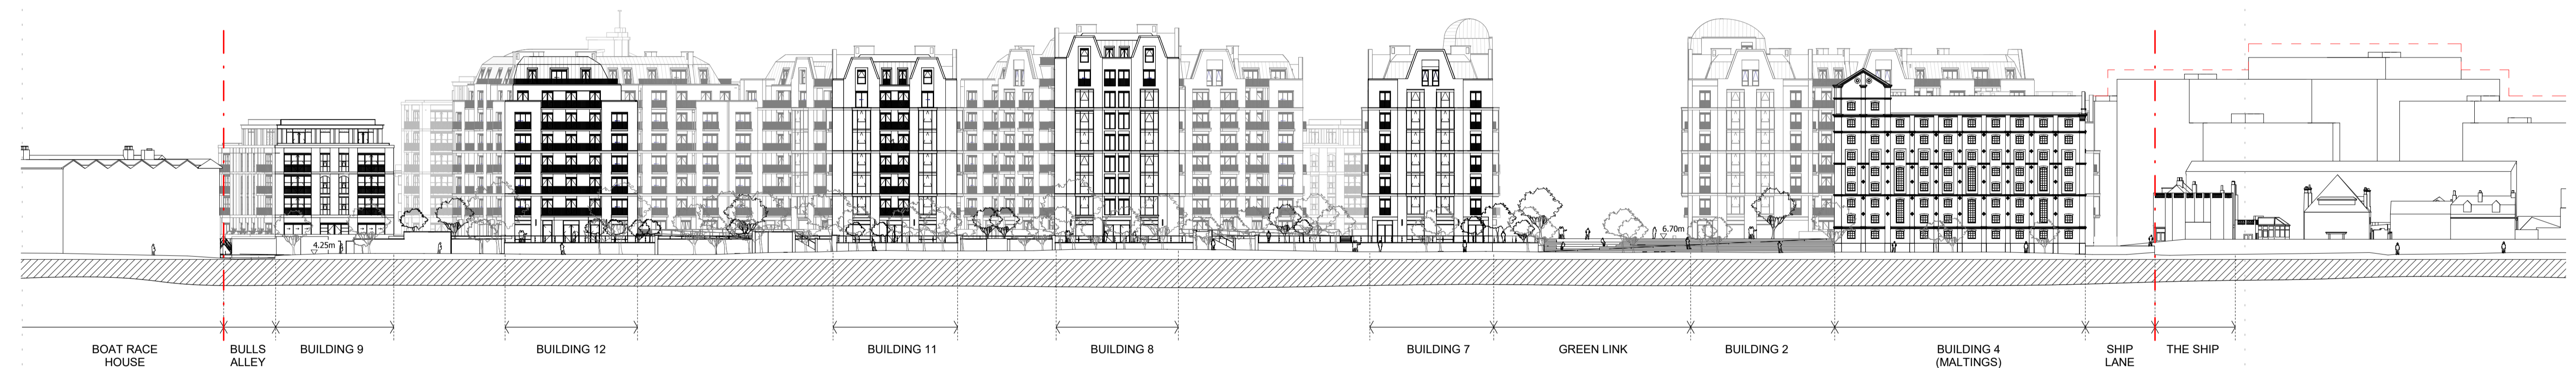 4.25m
6.70m
BOAT RACE
HOUSE
BULLS
ALLEY
BUILDING 9
BUILDING 12
BUILDING 11
BUILDING 8
BUILDING 7
GREEN LINK
BUILDING 2
BUILDING 4
(MALTINGS)
SHIP
LANE
THE SHIP